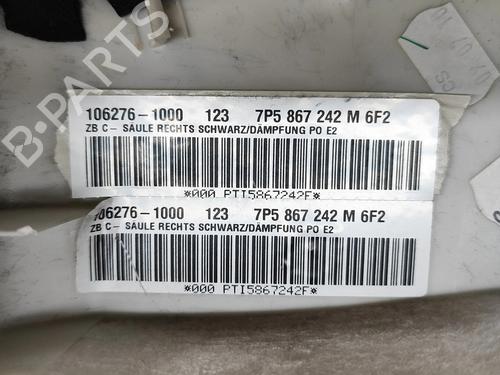 106276-1000 123 7P5 867 242 M 6F2
ZB C- SAULE RECHTS SCHWARZ/DÄMPFUNG PO E2
*000 PTI5867242F*
106276-1000 123 7P5 867 242 M 6F2
ZB C- SAULE RECHTS SCHWARZ/DÄMPFUNG PO E2
*000 PTI5867242F*
B-PARTS